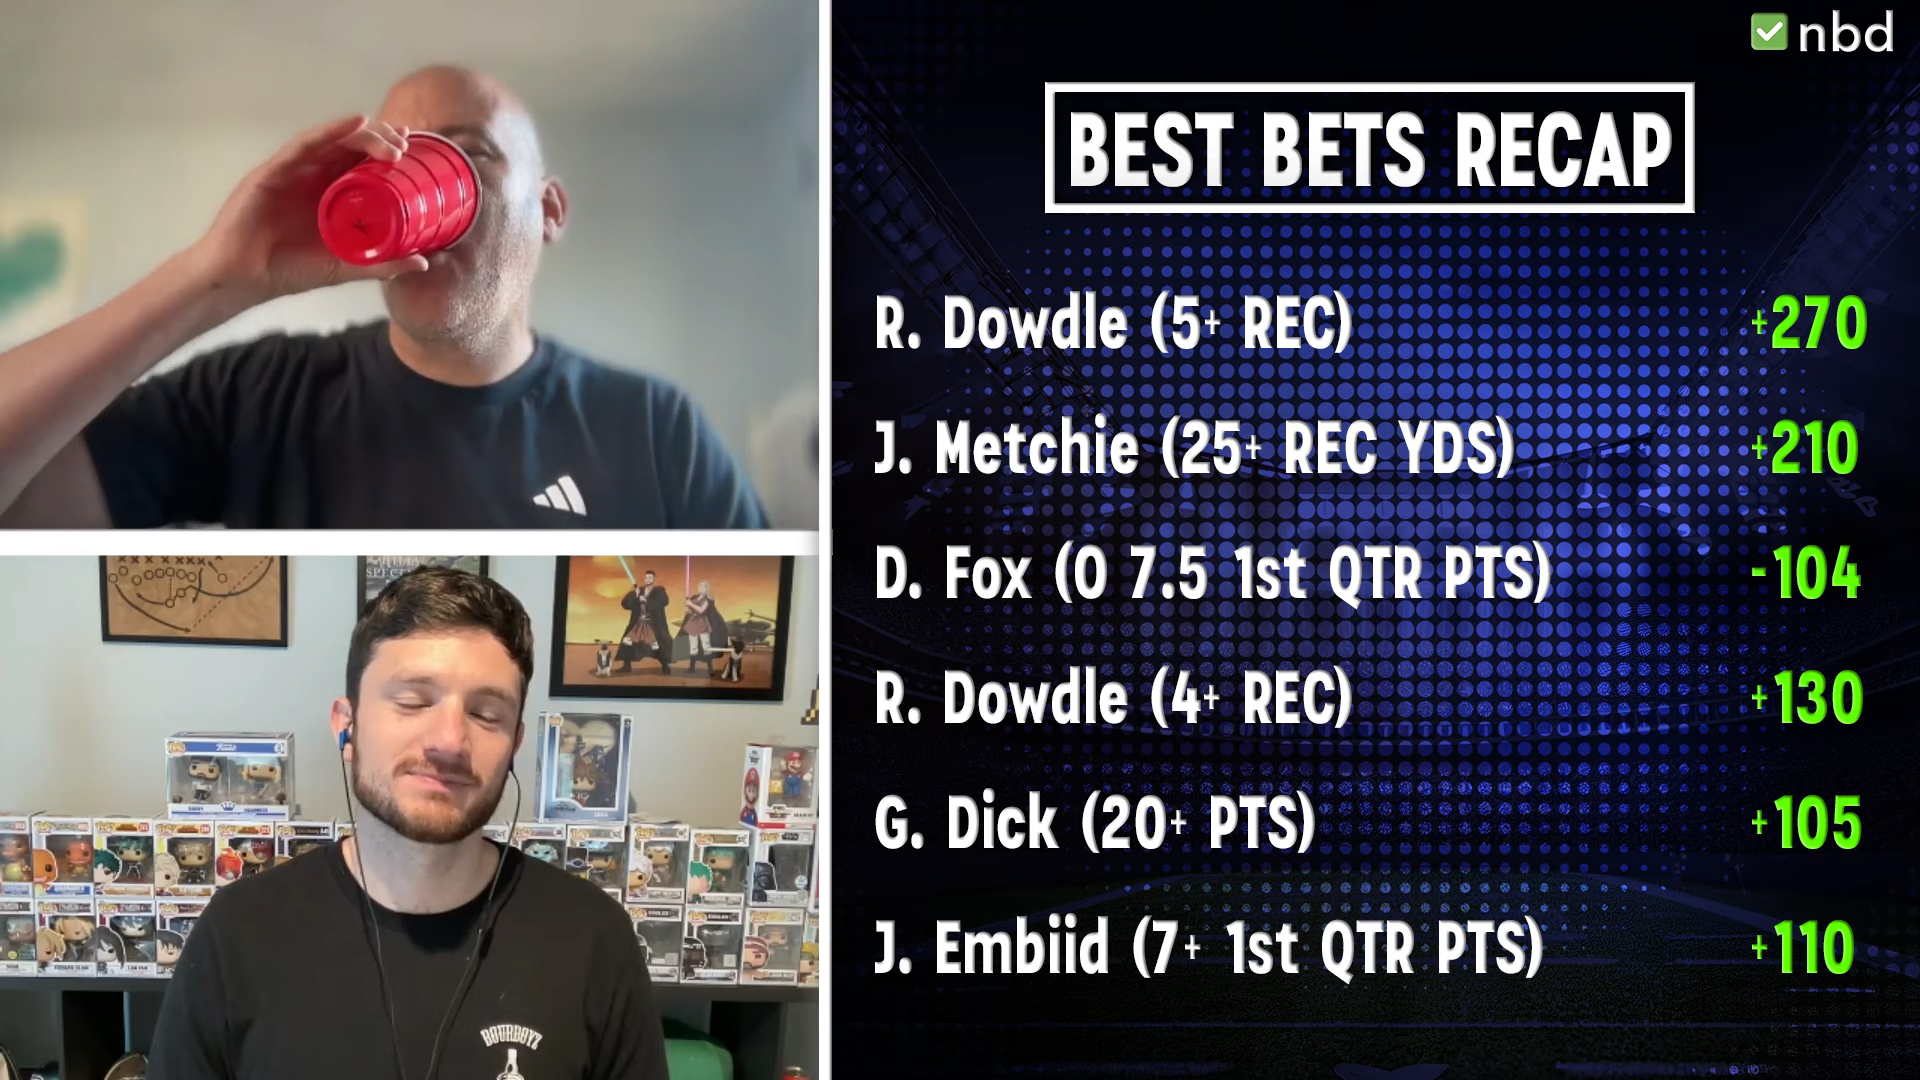 ✅ nbd
BEST BETS RECAP
R. Dowdle (5+ REC) +270
J. Metchie (25+ REC YDS) +210
D. Fox (O 7.5 1st QTR PTS) -104
R. Dowdle (4+ REC) +130
G. Dick (20+ PTS) +105
J. Embiid (7+ 1st QTR PTS) +110
BOURBOYZ